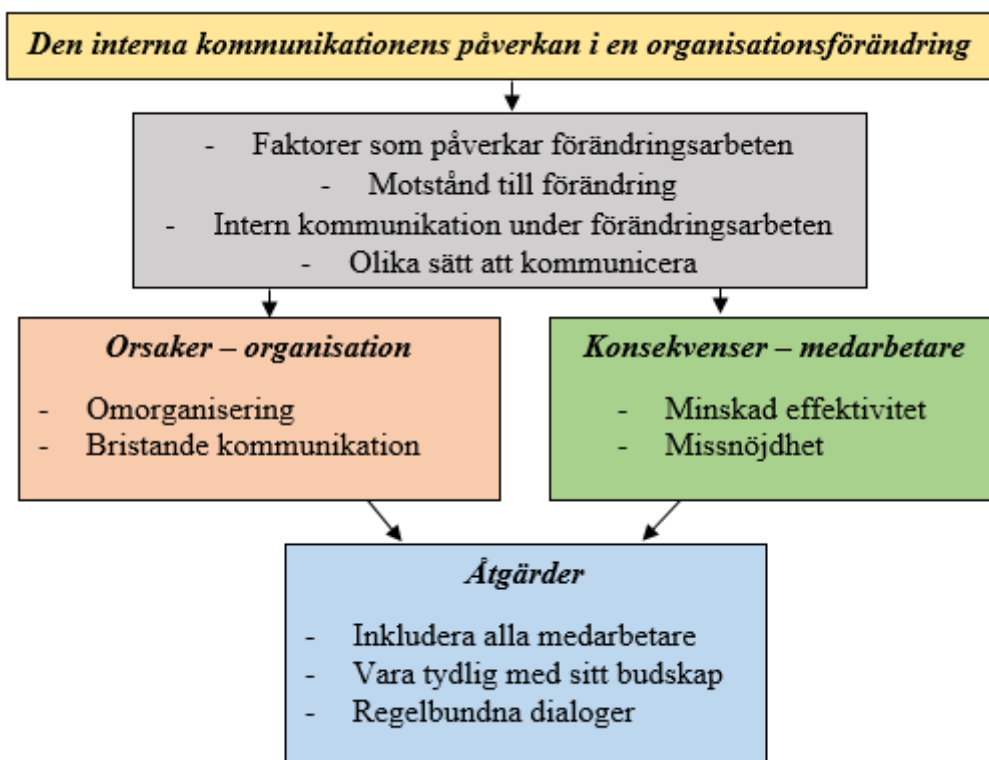 Den interna kommunikationens påverkan i en organisationsförändring
- Faktorer som påverkar förändringsarbeten
- Motstånd till förändring
- Intern kommunikation under förändringsarbeten
- Olika sätt att kommunicera
Orsaker – organisation
- Omorganisering
- Bristande kommunikation
Konsekvenser – medarbetare
- Minskad effektivitet
- Missnöjdhet
Åtgärder
- Inkludera alla medarbetare
- Vara tydlig med sitt budskap
- Regelbundna dialoger